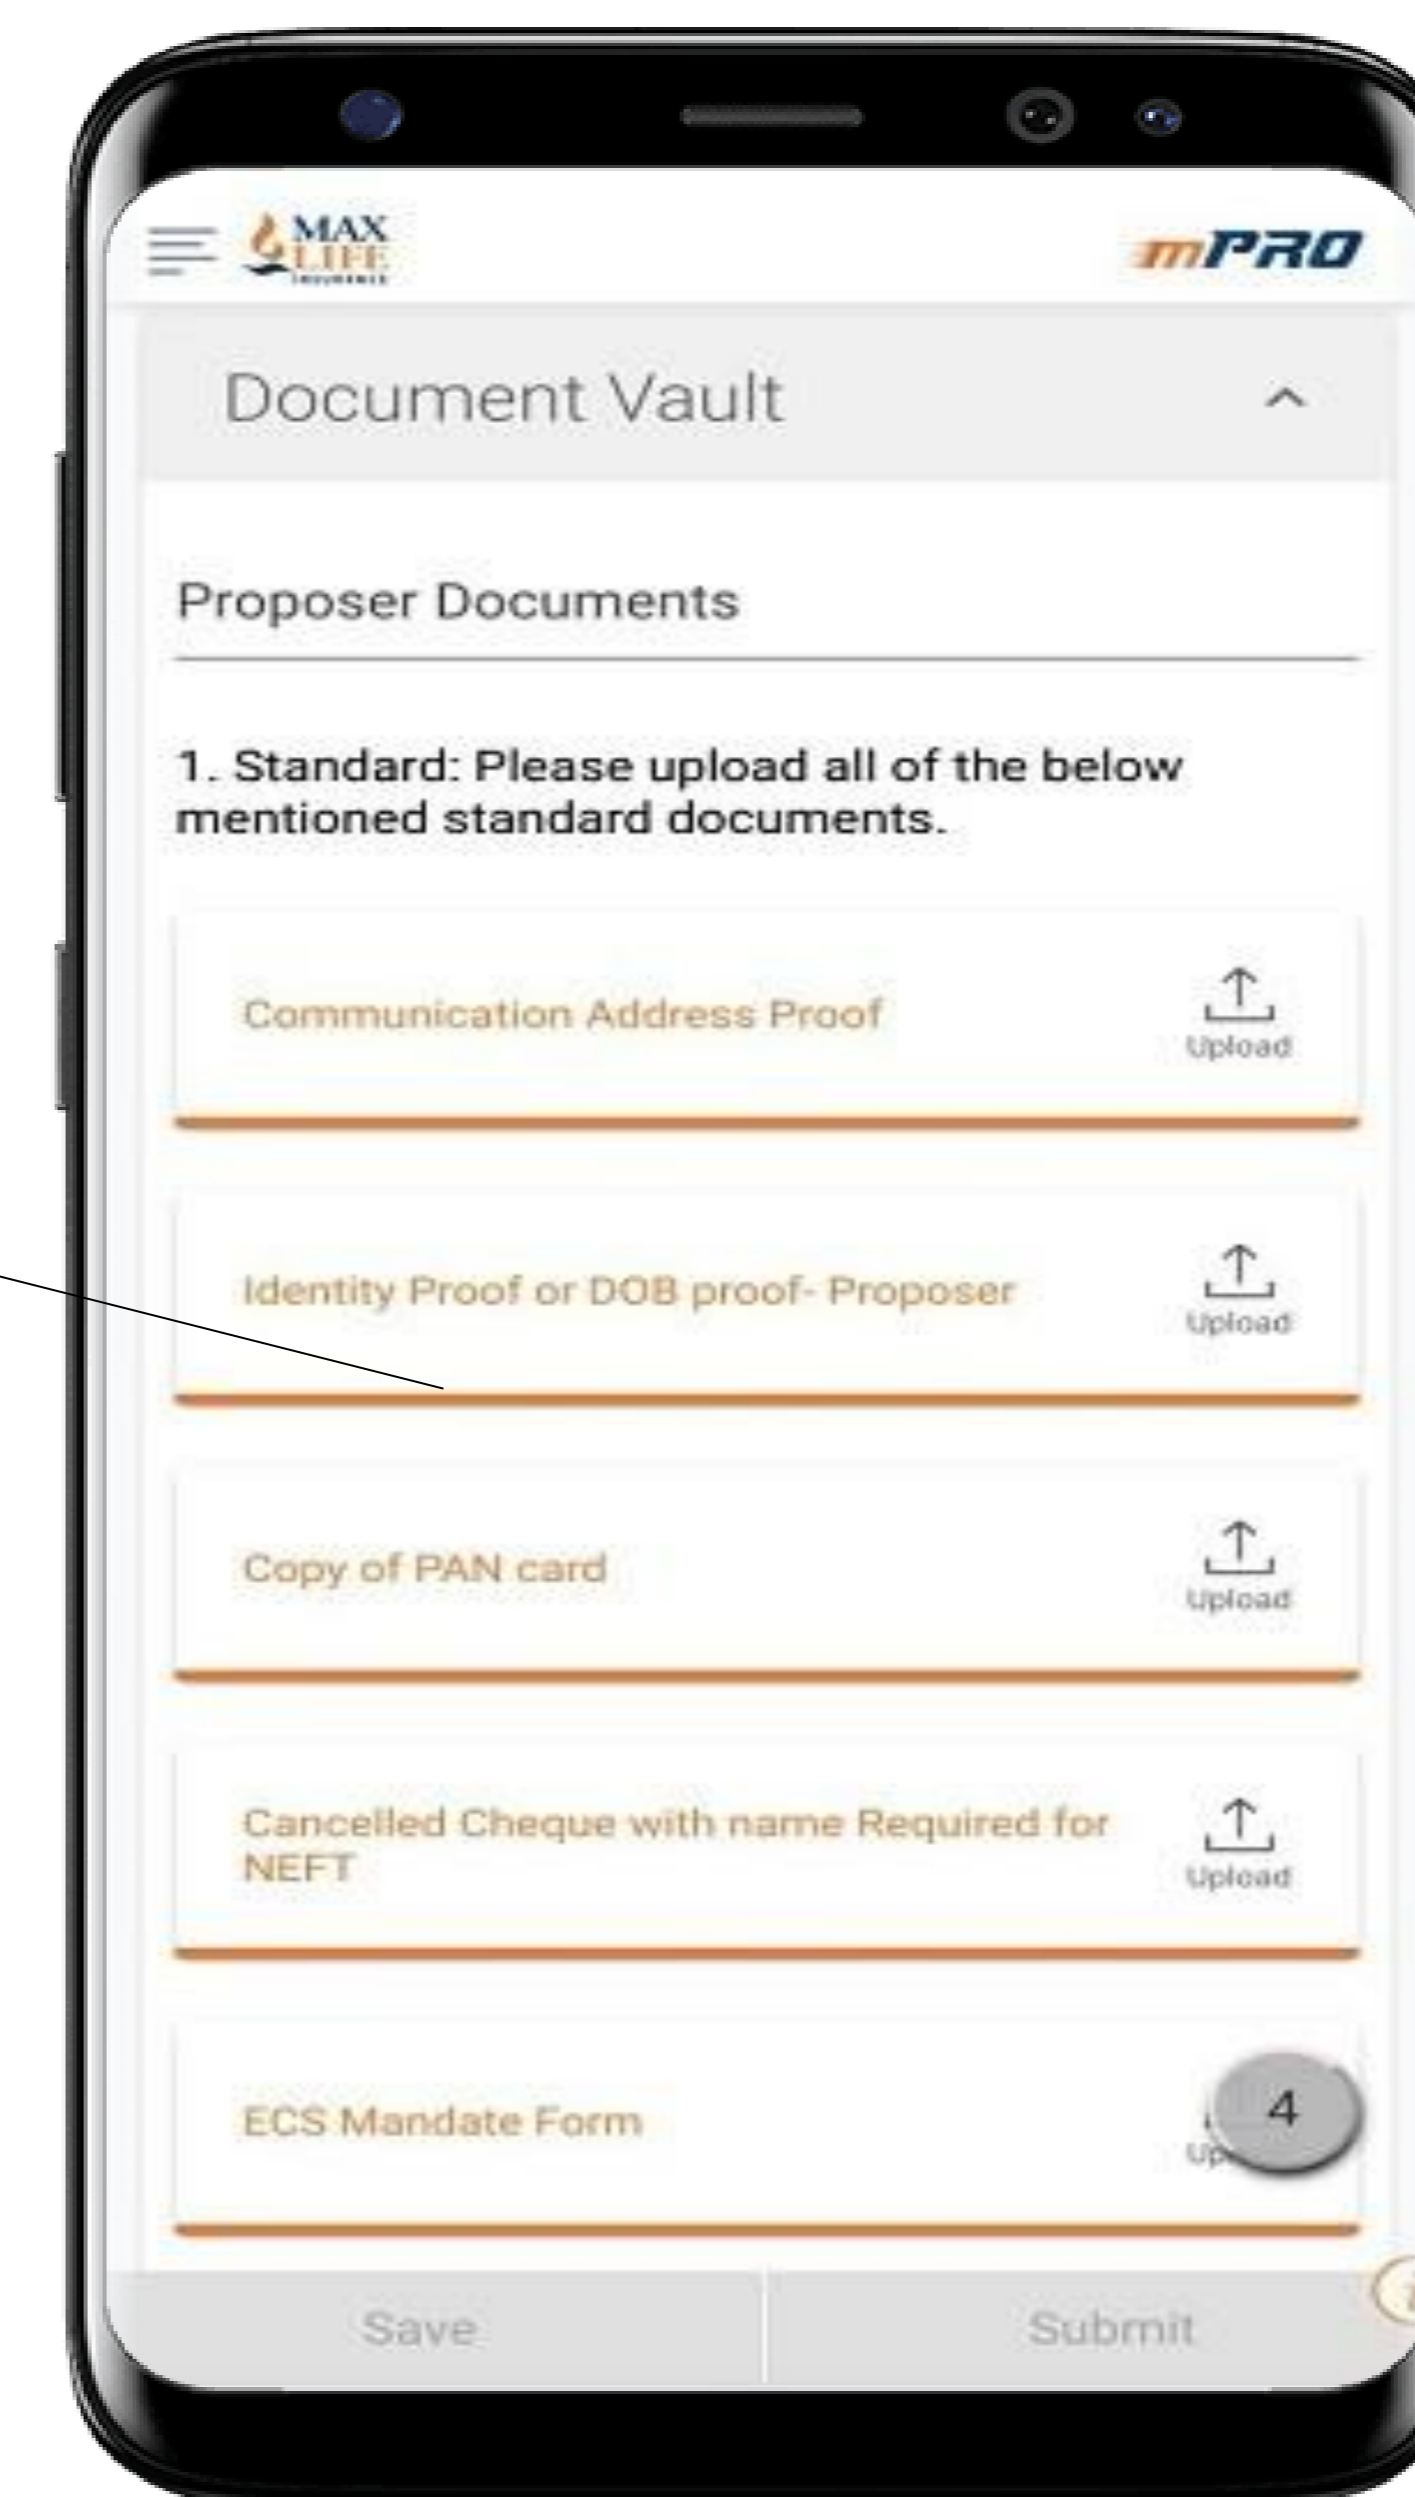 MAX
LIFE
INSURANCE
mPRO
Document Vault
Proposer Documents
1. Standard: Please upload all of the below
mentioned standard documents.
Communication Address Proof
Upload
Identity Proof or DOB proof- Proposer
Upload
Copy of PAN card
Upload
Cancelled Cheque with name Required for
NEFT
Upload
ECS Mandate Form
4
Save
Submit